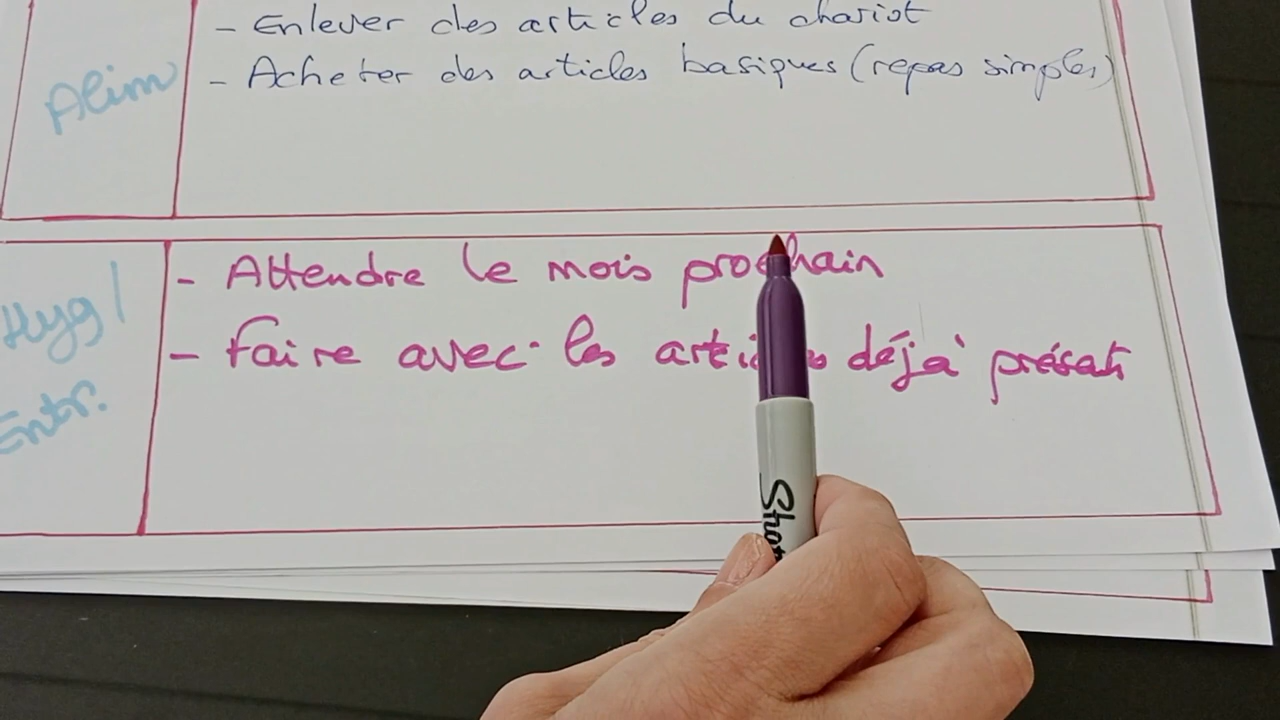 - Enlever des articles du chariot
- Acheter des articles basiques (repas simples)
Alim
- Attendre le mois prochain
- Faire avec les articles déjà présents
Hyg/
Entr.